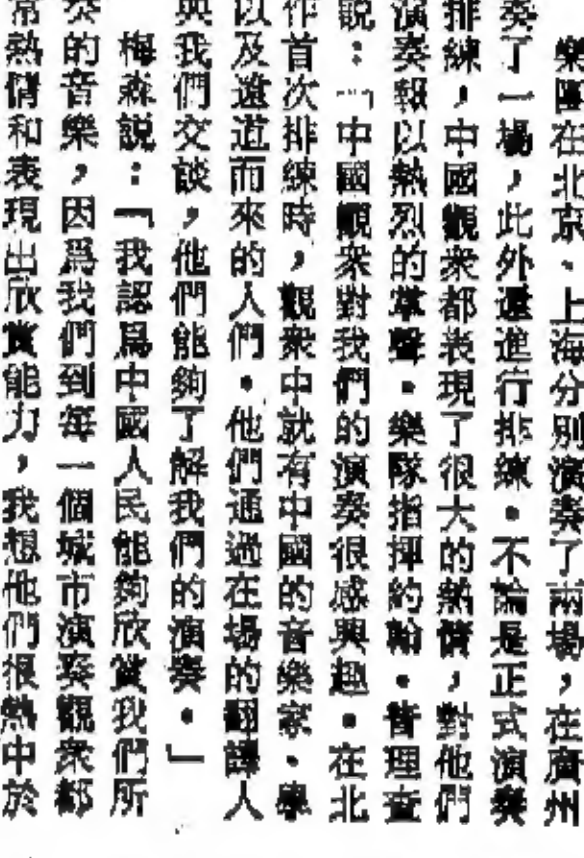 樂團在北京、上海分別演奏了兩場，在廣州
奏了一場，此外還進行排練。不論是正式演奏
排練，中國觀衆都表現了很大的熱情，對他們
演奏報以熱烈的掌聲。樂隊指揮約翰。普理查
説：「中國觀衆對我們的演奏很感興趣。在北
作首次排練時，觀衆中就有中國的音樂家、學
以及遠道而來的人們。他們通過在場的翻譯人
與我們交談，他們能夠了解我們的演奏。」
梅森説：「我認爲中國人民能夠欣賞我們所
奏的音樂，因爲我們到每一個城市演奏觀衆都
常熱情和表現出欣賞能力，我想他們很熱中於